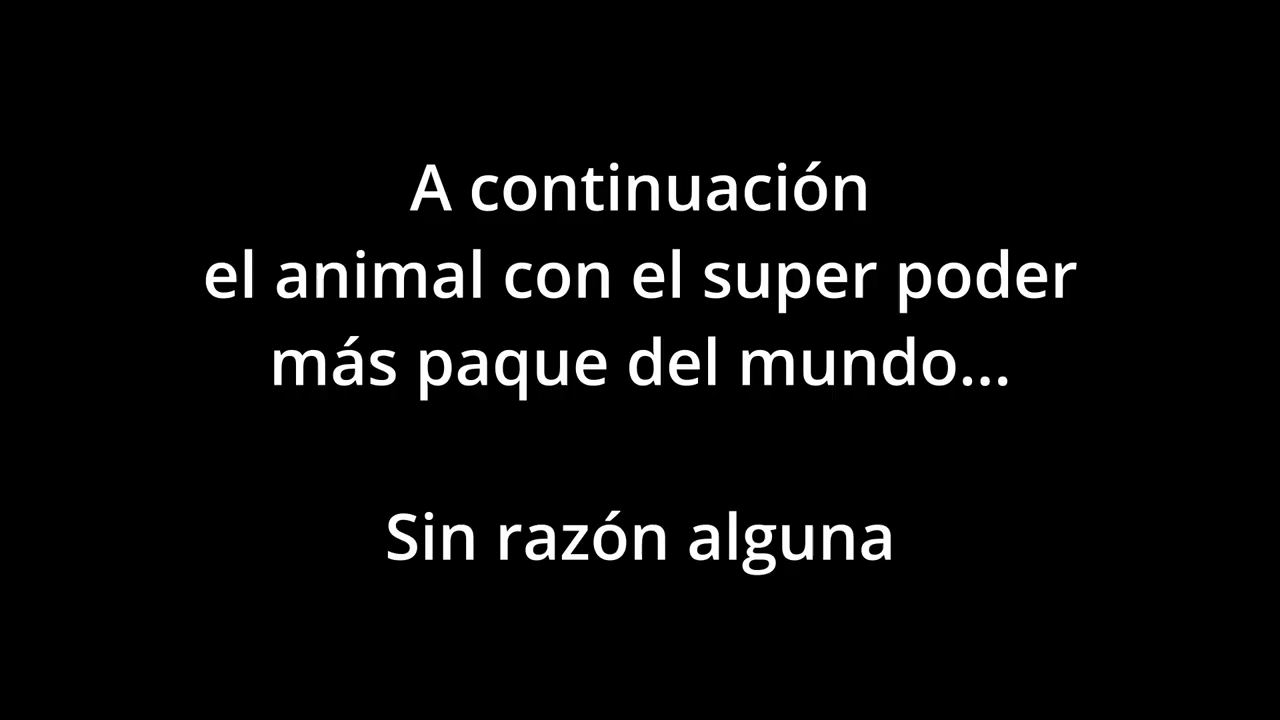 A continuación
el animal con el super poder
más paque del mundo...
Sin razón alguna